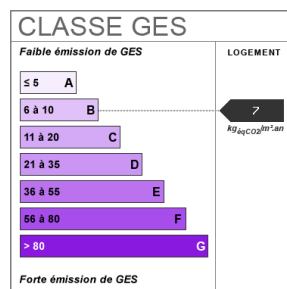 CLASSE GES
Faible émission de GES
LOGEMENT
≤ 5 A
6 à 10 B
7
kgéqCO2/m².an
11 à 20 C
21 à 35 D
36 à 55 E
56 à 80 F
> 80 G
Forte émission de GES